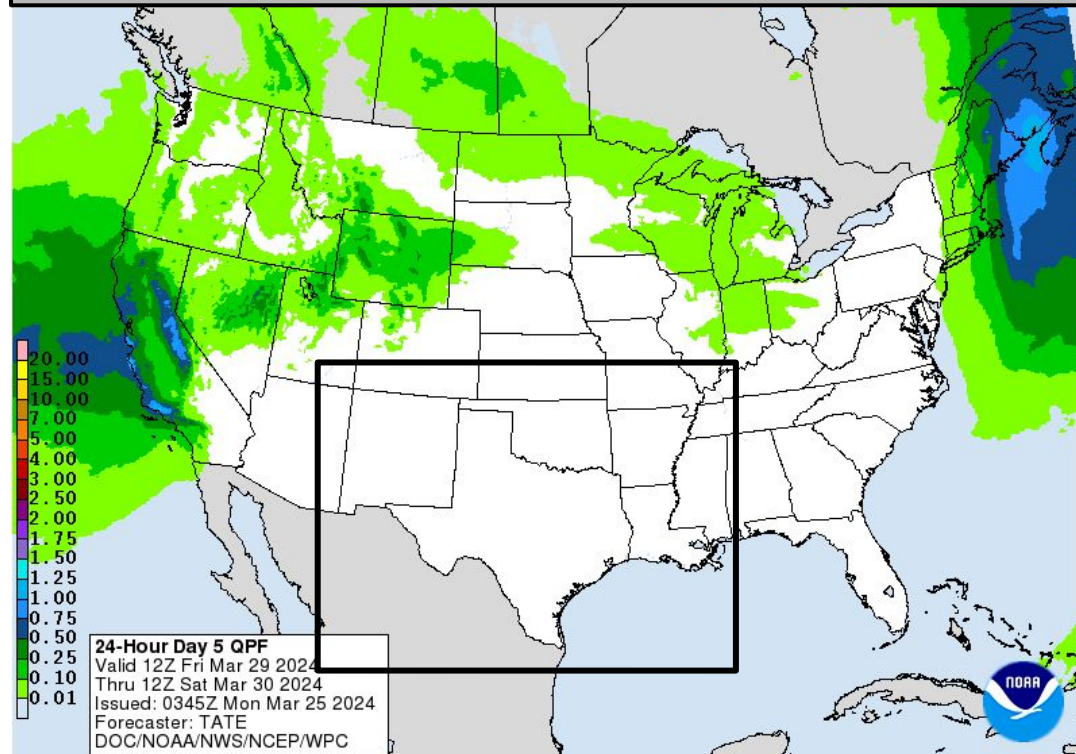 20.00
15.00
10.00
7.00
5.00
4.00
3.00
2.50
2.00
1.75
1.50
1.25
1.00
0.75
0.50
0.25
0.10
0.01
24-Hour Day 5 QPF
Valid 12Z Fri Mar 29 2024
Thru 12Z Sat Mar 30 2024
Issued: 0345Z Mon Mar 25 2024
Forecaster: TATE
DOC/NOAA/NWS/NCEP/WPC
NOAA